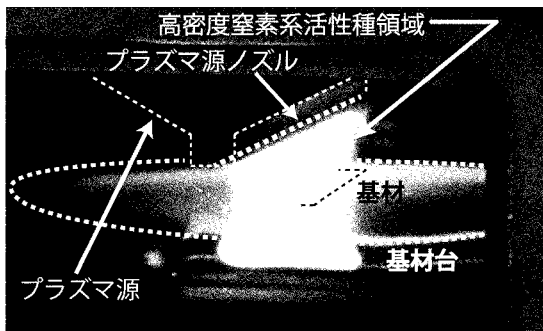 高密度窒素系活性種領域
プラズマ源ノズル
基材
基材台
プラズマ源